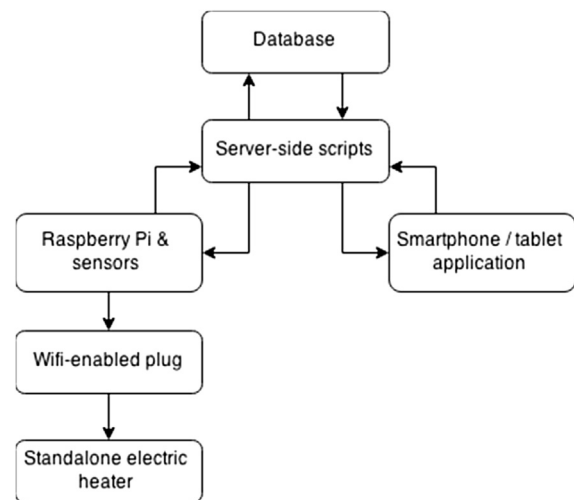 Database
Server-side scripts
Raspberry Pi &
sensors
Smartphone / tablet
application
Wifi-enabled plug
Standalone electric
heater